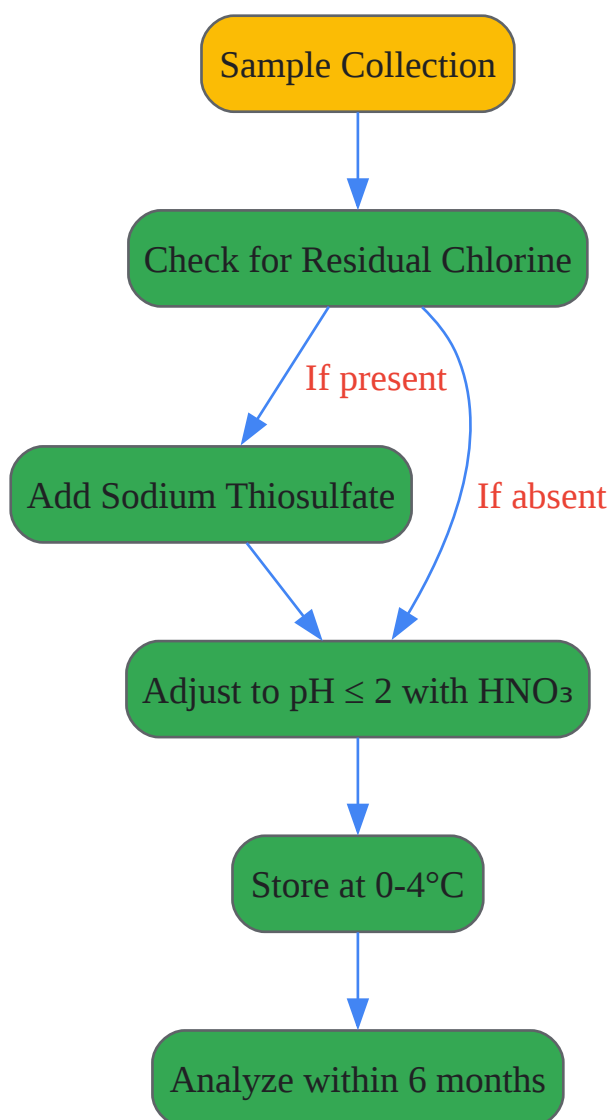 Sample Collection
Check for Residual Chlorine
If present
Add Sodium Thiosulfate
If absent
Adjust to pH ≤ 2 with HNO₃
Store at 0-4°C
Analyze within 6 months